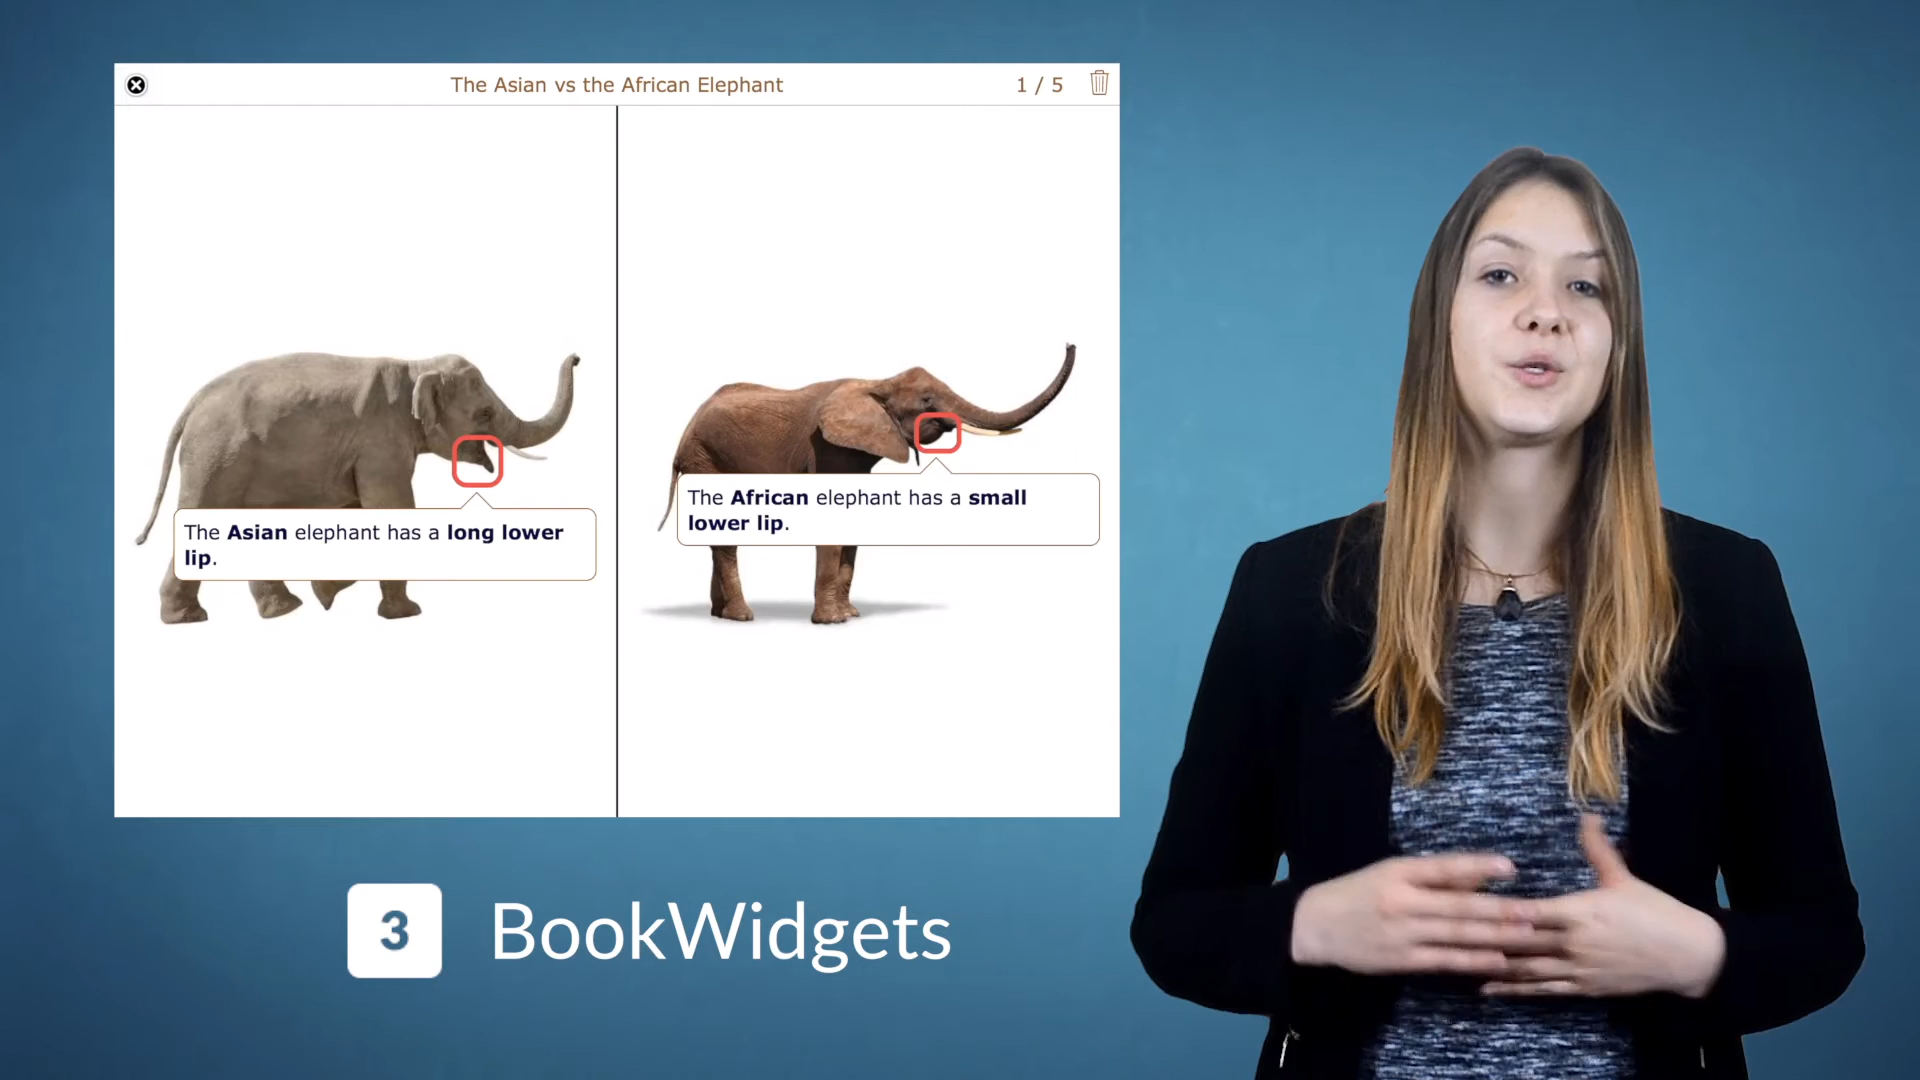 The Asian vs the African Elephant
1 / 5
The Asian elephant has a long lower
lip.
The African elephant has a small
lower lip.
3
BookWidgets